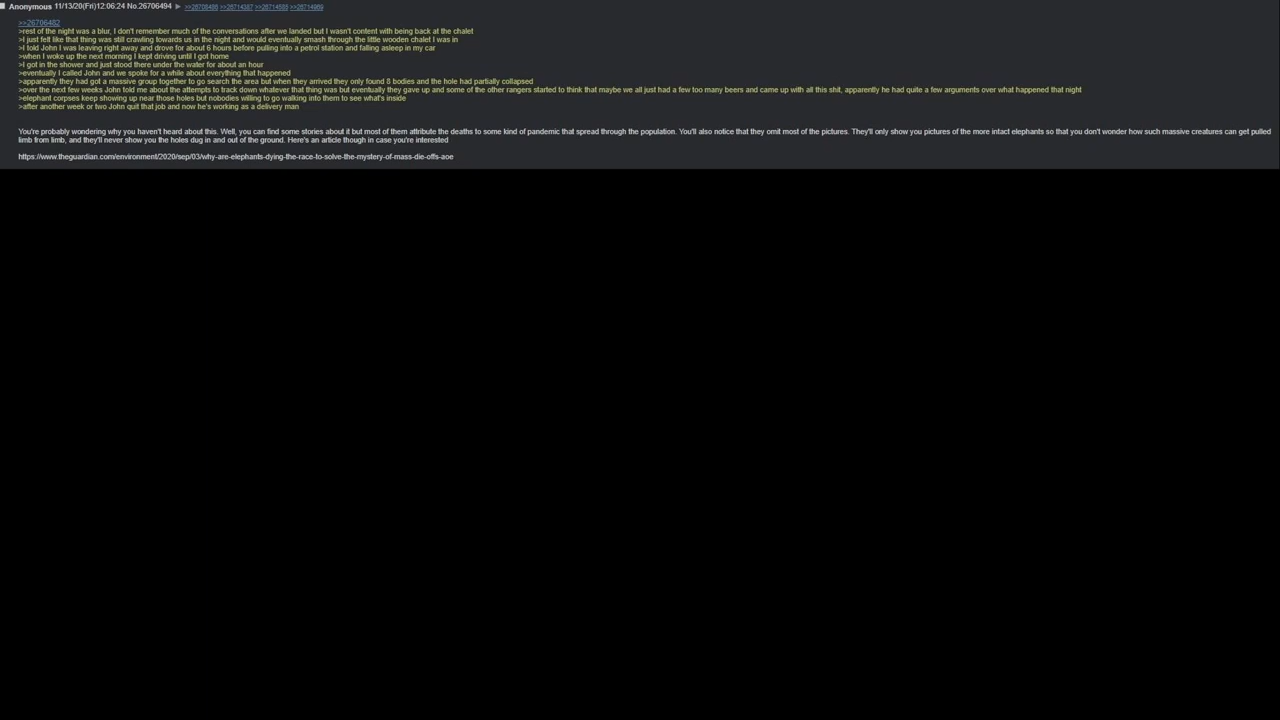 Anonymous 11/13/20(Fri)12:06:24 No.26706494 ▶ >>26706486 >>26714387 >>26714595 >>26714969
>>26706482
>rest of the night was a blur, I don't remember much of the conversations after we landed but I wasn't content with being back at the chalet
>I just felt like that thing was still crawling towards us in the night and would eventually smash through the little wooden chalet I was in
>I told John I was leaving right away and drove for about 6 hours before pulling into a petrol station and falling asleep in my car
>when I woke up the next morning I kept driving until I got home
>I got in the shower and just stood there under the water for about an hour
>eventually I called John and we spoke for a while about everything that happened
>apparently they had got a massive group together to go search the area but when they arrived they only found 8 bodies and the hole had partially collapsed
>over the next few weeks John told me about the attempts to track down whatever that thing was but eventually they gave up and some of the other rangers started to think that maybe we all just had a few too many beers and came up with all this shit, apparently he had quite a few arguments over what happened that night
>elephant corpses keep showing up near those holes but nobodies willing to go walking into them to see what's inside
>after another week or two John quit that job and now he's working as a delivery man
You're probably wondering why you haven't heard about this. Well, you can find some stories about it but most of them attribute the deaths to some kind of pandemic that spread through the population. You'll also notice that they omit most of the pictures. They'll only show you pictures of the more intact elephants so that you don't wonder how such massive creatures can get pulled
limb from limb, and they'll never show you the holes dug in and out of the ground. Here's an article though in case you're interested
https://www.theguardian.com/environment/2020/sep/03/why-are-elephants-dying-the-race-to-solve-the-mystery-of-mass-die-offs-aoe